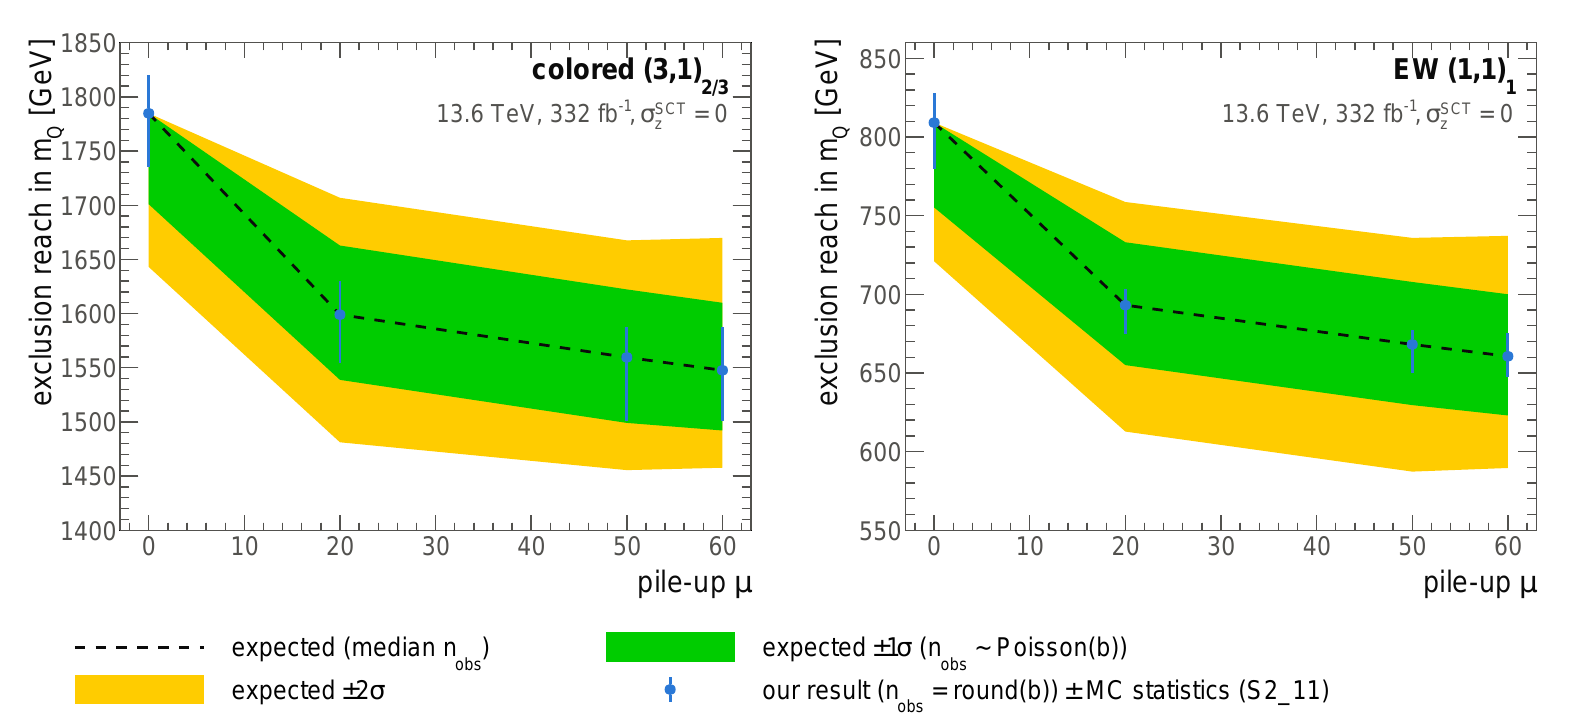 exclusion reach in m_Q [GeV]
1850
1800
1750
1700
1650
1600
1550
1500
1450
1400
colored (3,1)_2/3
13.6 TeV, 332 fb^-1, σ_z^SCT = 0
0 10 20 30 40 50 60
pile-up μ
exclusion reach in m_Q [GeV]
850
800
750
700
650
600
550
EW (1,1)_1
13.6 TeV, 332 fb^-1, σ_z^SCT = 0
0 10 20 30 40 50 60
pile-up μ
expected (median n_obs)
expected ±1σ (n_obs ~ Poisson(b))
expected ±2σ
our result (n_obs = round(b)) ± MC statistics (S2_11)